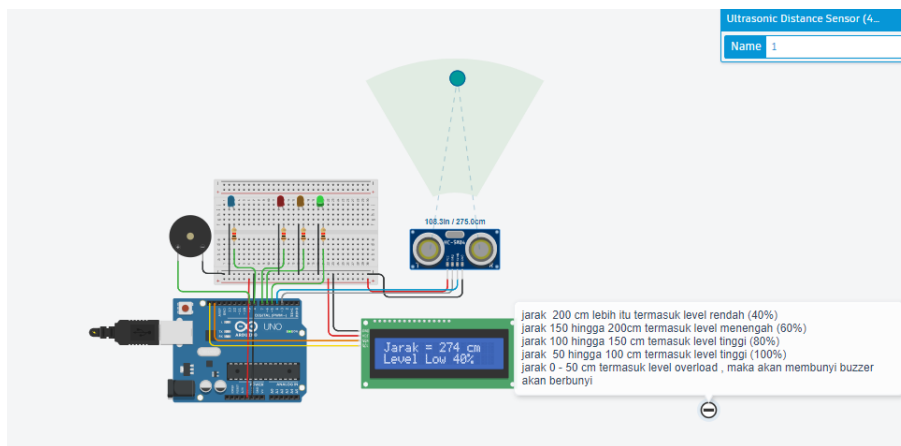 Ultrasonic Distance Sensor (4...
Name 1
108.3in / 275.0cm
HC-SR04
UNO
ARDUINO
Jarak = 274 cm
Level Low 40%
jarak  200 cm lebih itu termasuk level rendah (40%)
jarak 150 hingga 200cm termasuk level menengah (60%)
jarak 100 hingga 150 cm temasuk level tinggi (80%)
jarak  50 hingga 100 cm termasuk level tinggi (100%)
jarak 0 - 50 cm termasuk level overload , maka akan membunyi buzzer
akan berbunyi